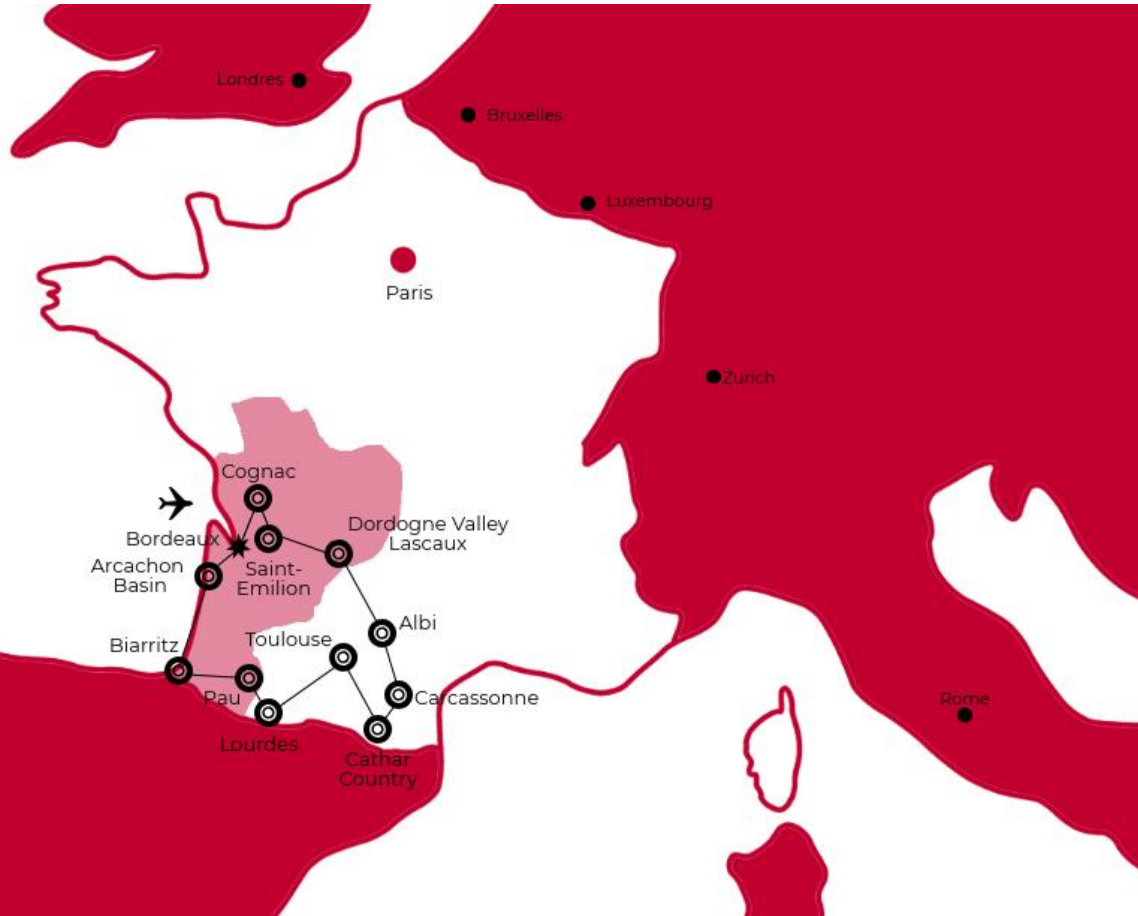 Londres
Bruxelles
Luxembourg
Paris
Zurich
Cognac
Dordogne Valley
Lascaux
Bordeaux
Arcachon
Basin
Saint-
Emilion
Albi
Toulouse
Biarritz
Pau
Carcassonne
Rome
Lourdes
Cathar
Country